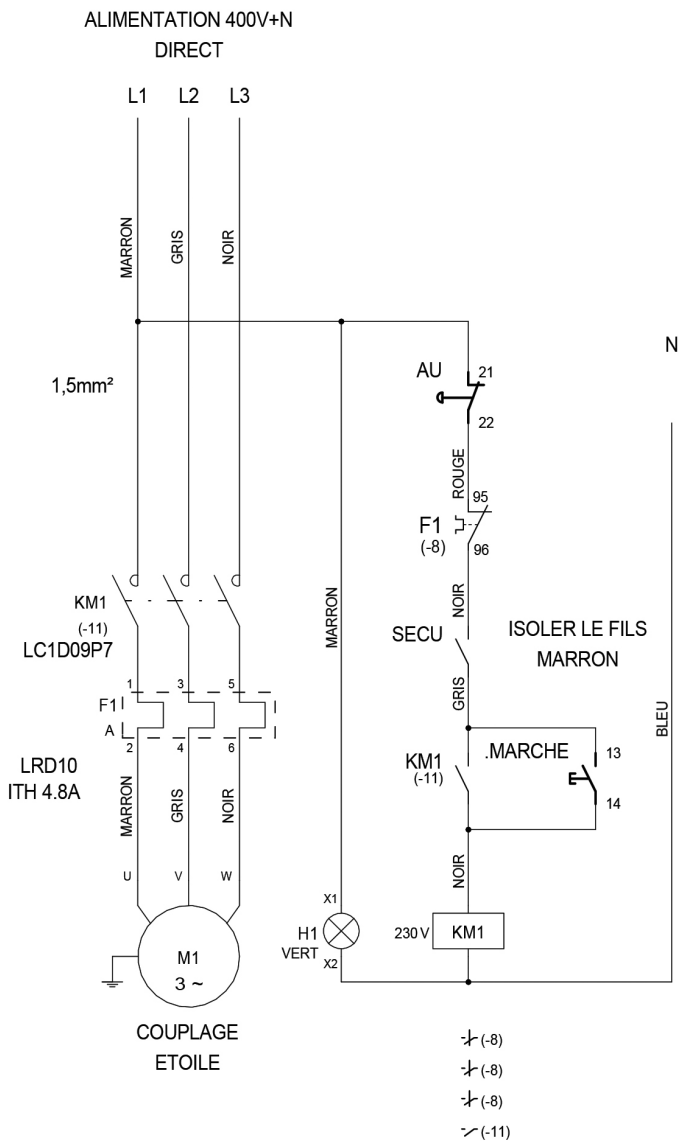 ALIMENTATION 400V+N
DIRECT
L1 L2 L3
MARRON
GRIS
NOIR
N
1,5mm²
AU
21
22
ROUGE
95
F1
(-8)
96
NOIR
KM1
(-11)
LC1D09P7
MARRON
SECU
ISOLER LE FILS
MARRON
GRIS
BLEU
1 3 5
F1
A
2 4 6
LRD10
ITH 4.8A
MARRON
GRIS
NOIR
KM1
(-11)
.MARCHE
13
14
NOIR
U V W
M1
3 ~
X1
H1
VERT
X2
230 V
KM1
COUPLAGE
ETOILE
(-8)
(-8)
(-8)
(-11)